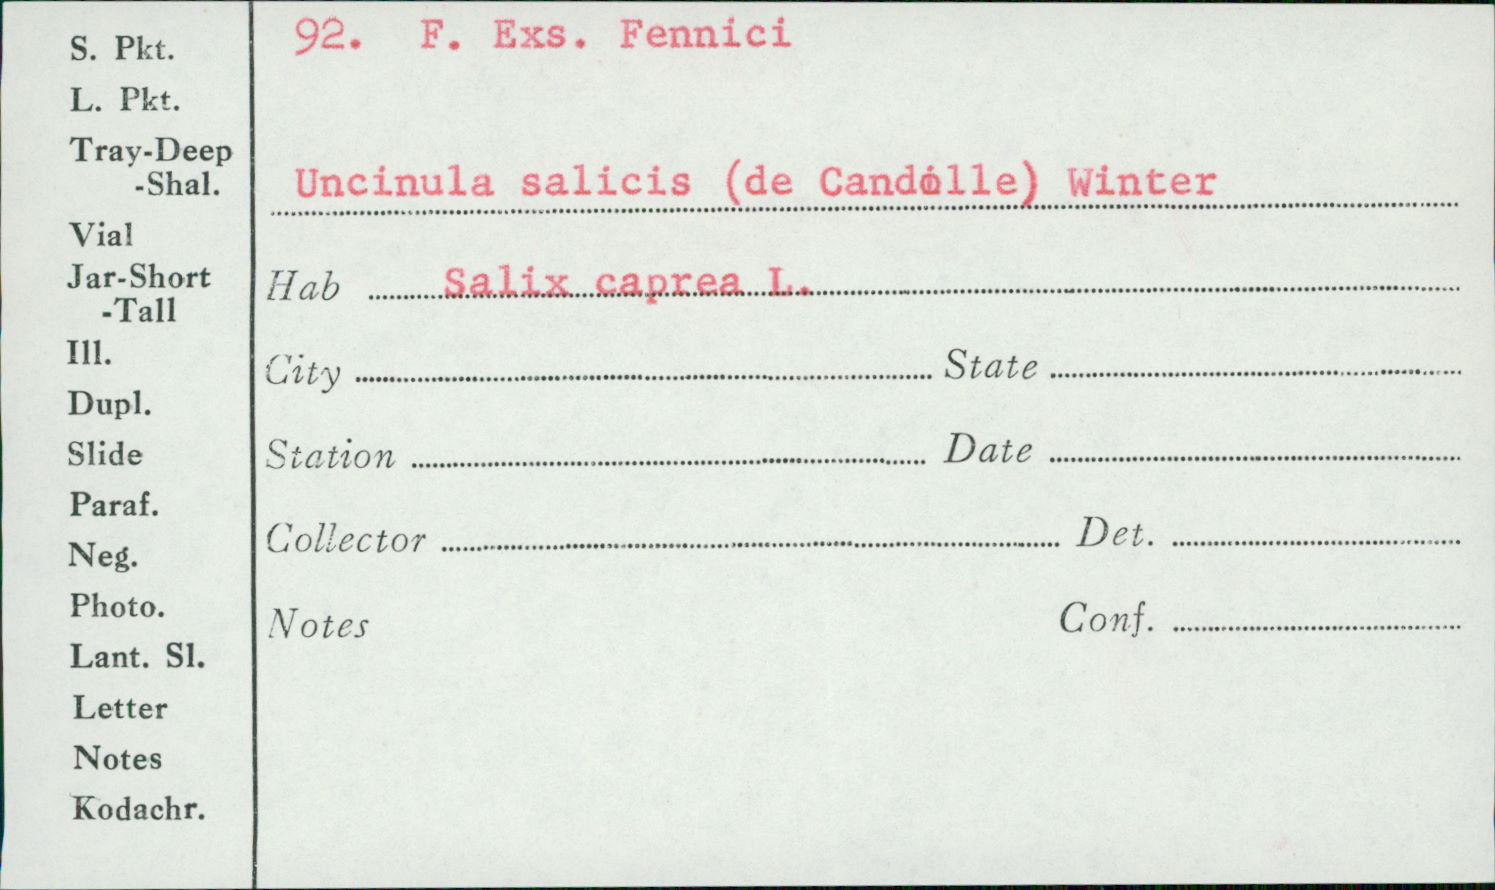 92. F. Exs. Fennici
Uncinula salicis (de Candolle) Winter
Hab Salix caprea L.
City State
Station Date
Collector Det.
Notes Conf.
S. Pkt.
L. Pkt.
Tray-Deep
-Shal.
Vial
Jar-Short
-Tall
Ill.
Dupl.
Slide
Paraf.
Neg.
Photo.
Lant. Sl.
Letter
Notes
Kodachr.